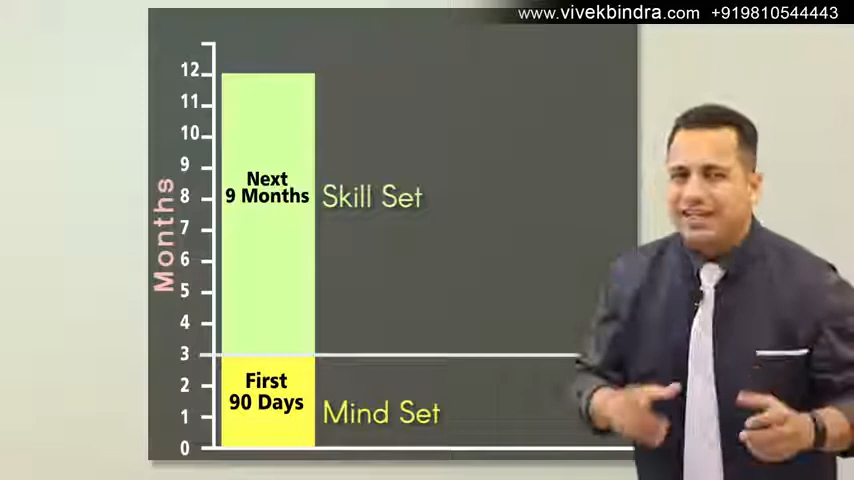 www.vivekbindra.com +919810544443
Months
12
11
10
9
8
7
6
5
4
3
2
1
0
Next
9 Months
Skill Set
First
90 Days
Mind Set